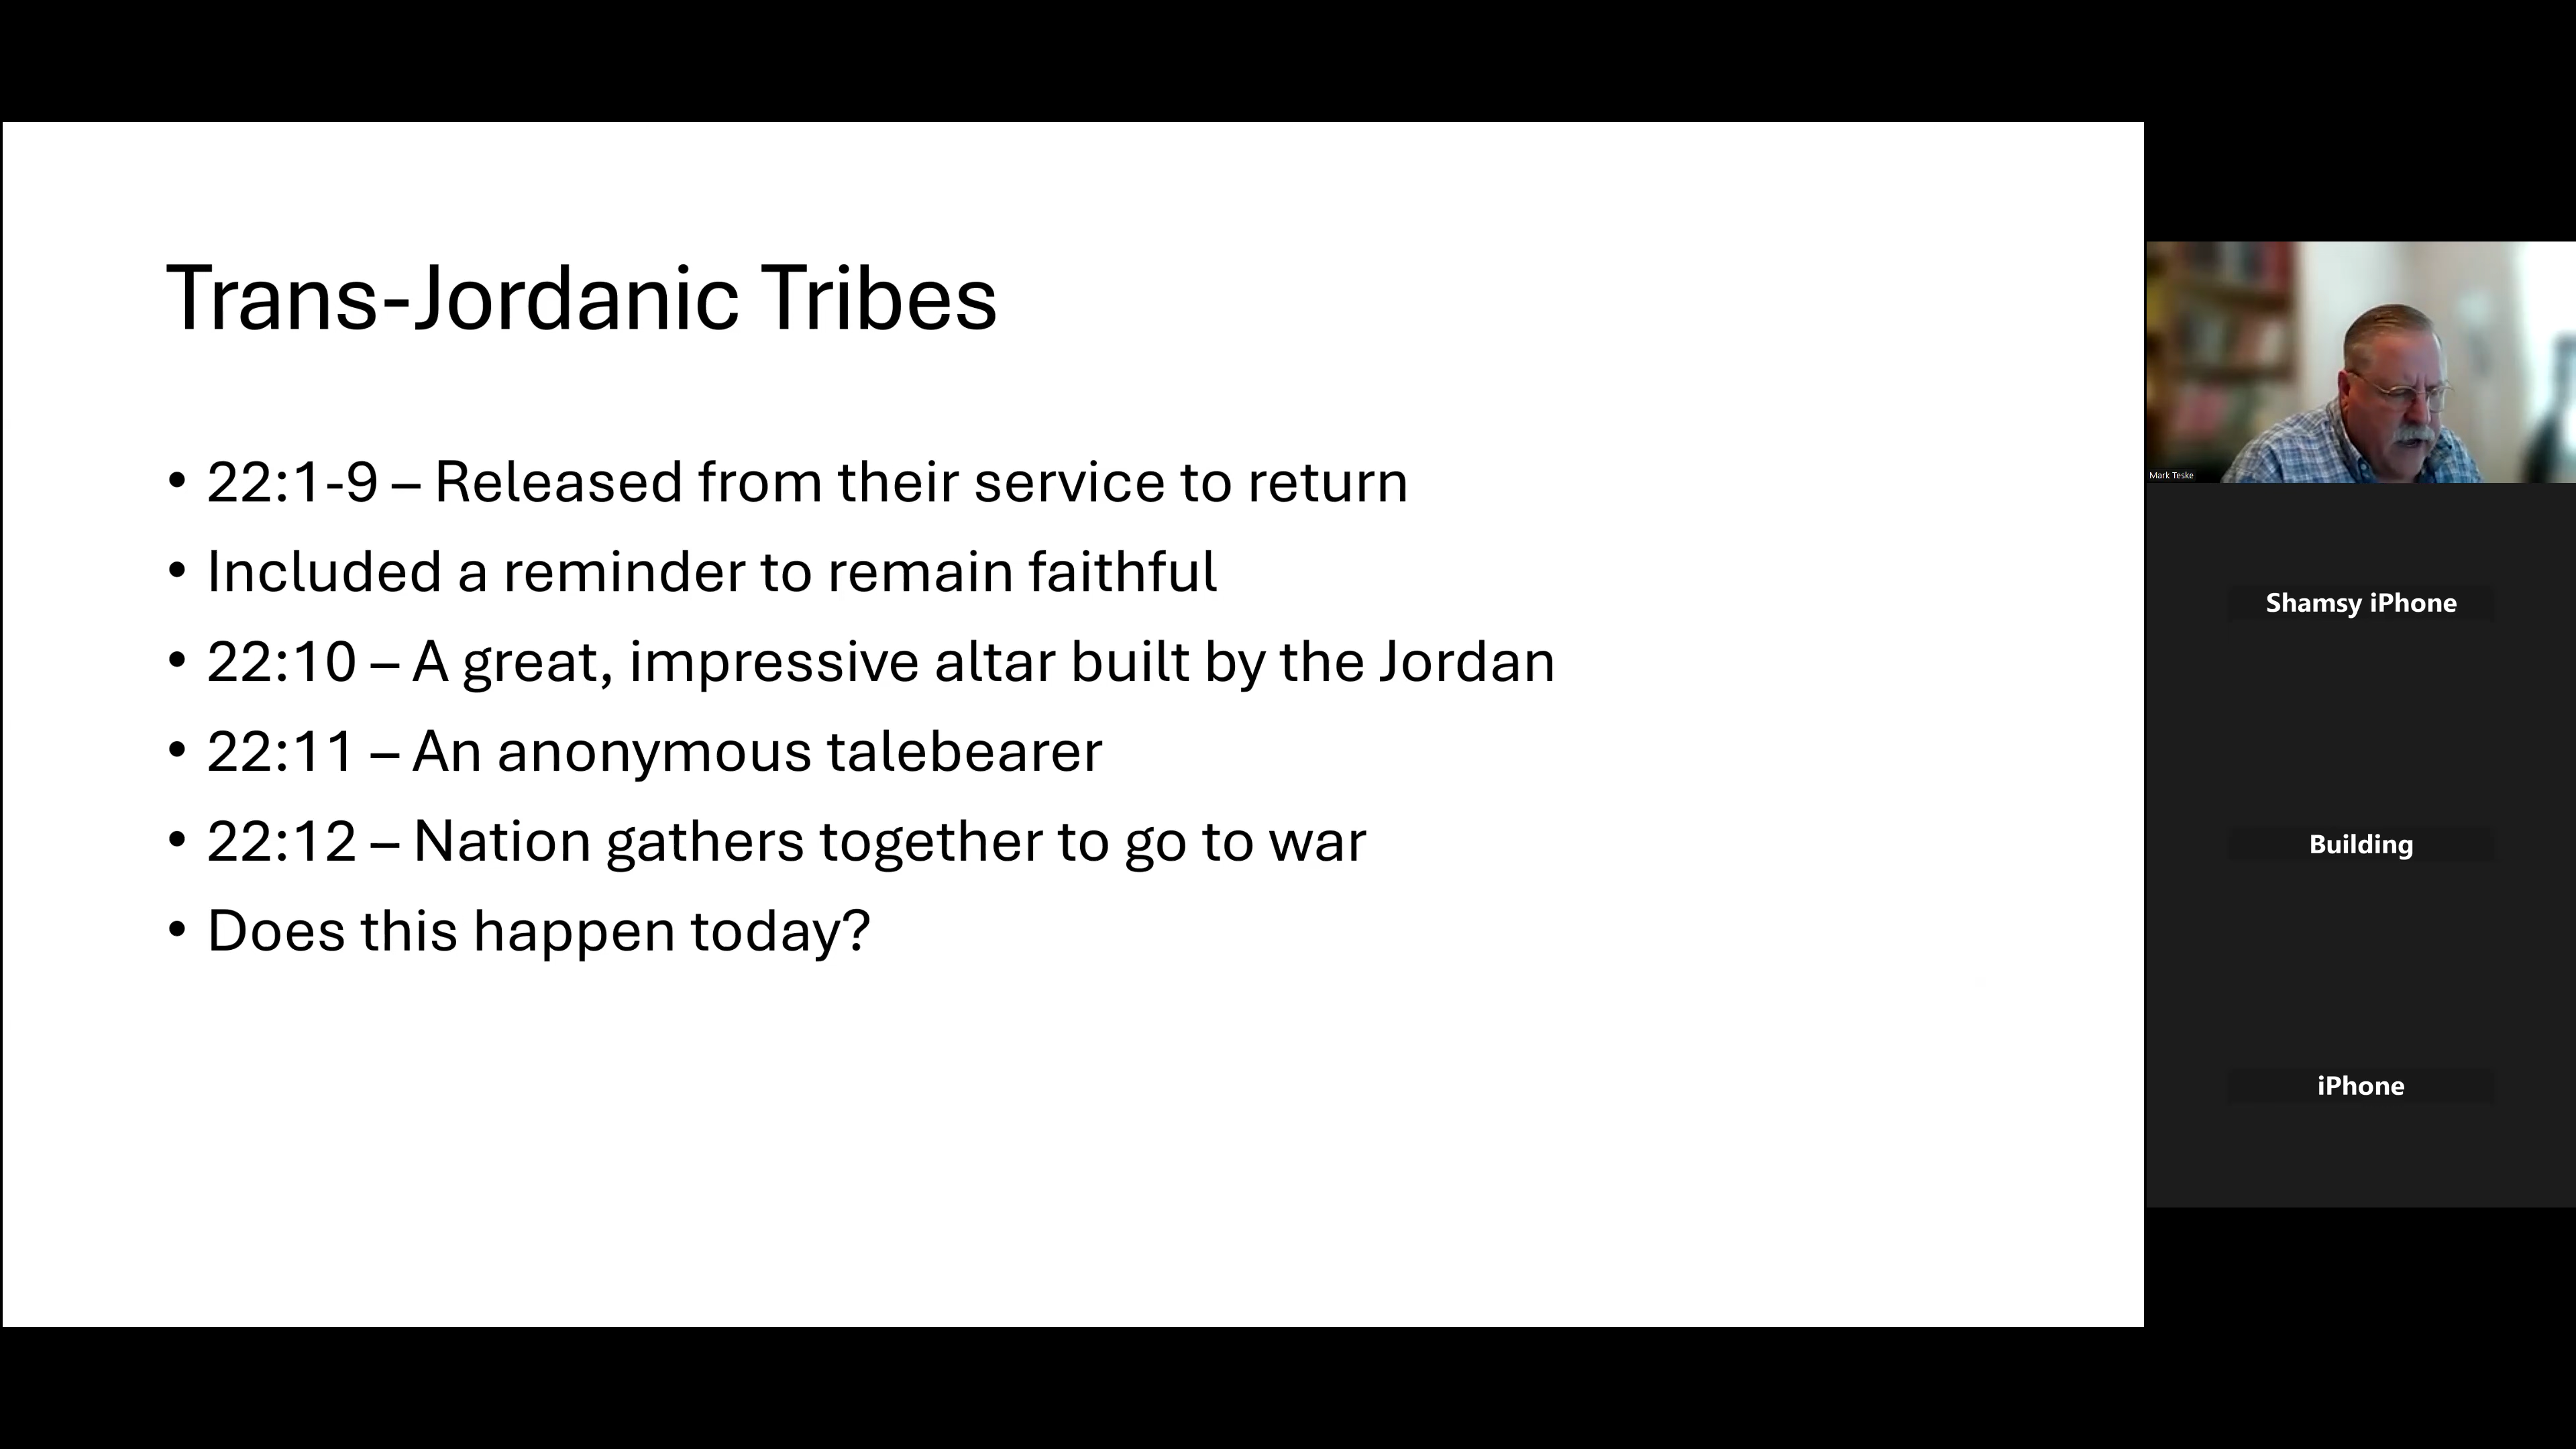 Trans-Jordanic Tribes
• 22:1-9 – Released from their service to return
• Included a reminder to remain faithful
• 22:10 – A great, impressive altar built by the Jordan
• 22:11 – An anonymous talebearer
• 22:12 – Nation gathers together to go to war
• Does this happen today?
Mark Teske
Shamsy iPhone
Building
iPhone